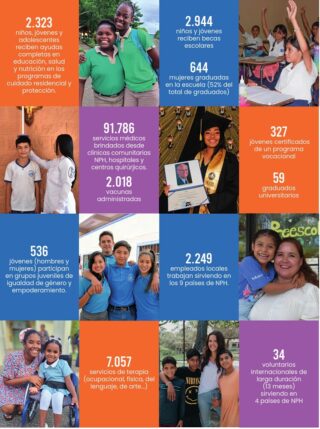 2.323
niños, jóvenes y
adolescentes
reciben ayudas
completas en
educación, salud
y nutrición en los
programas de
cuidado residencial y
protección.
2.944
niños y jóvenes
reciben becas
escolares
644
mujeres graduadas
en la escuela (52% del
total de graduados)
91.786
servicios médicos
brindados desde
clínicas comunitarias
NPH, hospitales y
centros quirúrjicos.
2.018
vacunas
administradas
327
jóvenes certificados
de un programa
vocacional
59
graduados
universitarios
536
jóvenes (hombres y
mujeres) participan
en grupos juveniles de
igualdad de género y
empoderamiento.
2.249
empleados locales
trabajan sirviendo en
los 9 países de NPH.
7.057
servicios de terapia
(ocupacional, física, del
lenguaje, de arte...)
NIRVANA
34
voluntarios
internacionales de
larga duración
(13 meses)
sirviendo en
4 países de NPH